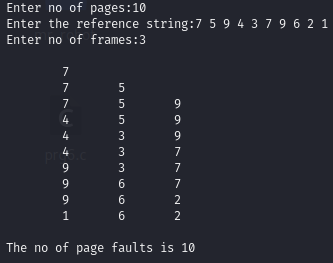 Enter no of pages:10
Enter the reference string:7 5 9 4 3 7 9 6 2 1
Enter no of frames:3
7
7 5
7 5 9
4 5 9
4 3 9
4 3 7
9 3 7
9 6 7
9 6 2
1 6 2
The no of page faults is 10